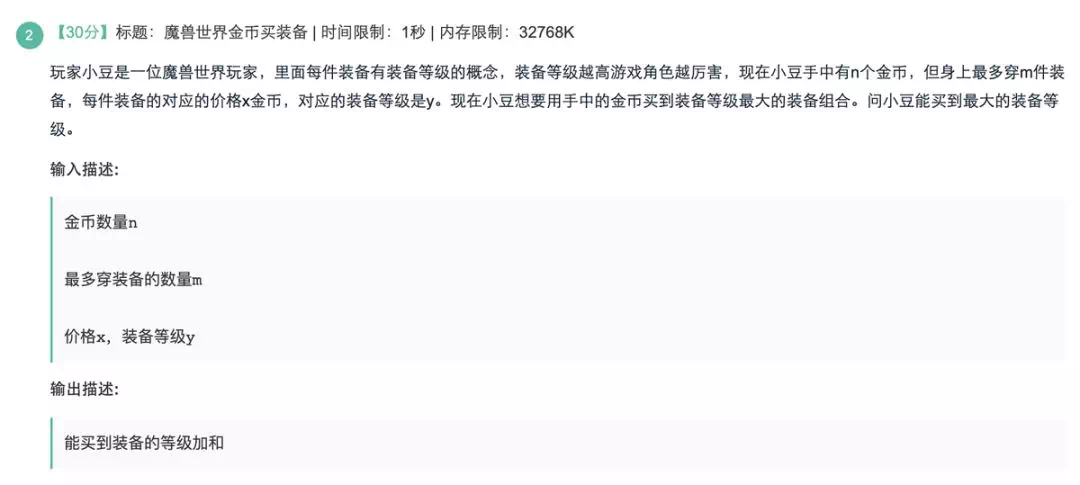 2 【30分】标题：魔兽世界金币买装备 | 时间限制：1秒 | 内存限制：32768K
玩家小豆是一位魔兽世界玩家，里面每件装备有装备等级的概念，装备等级越高游戏角色越厉害，现在小豆手中有n个金币，但身上最多穿m件装
备，每件装备的对应的价格x金币，对应的装备等级是y。现在小豆想要用手中的金币买到装备等级最大的装备组合。问小豆能买到最大的装备等
级。
输入描述:
金币数量n
最多穿装备的数量m
价格x，装备等级y
输出描述:
能买到装备的等级加和